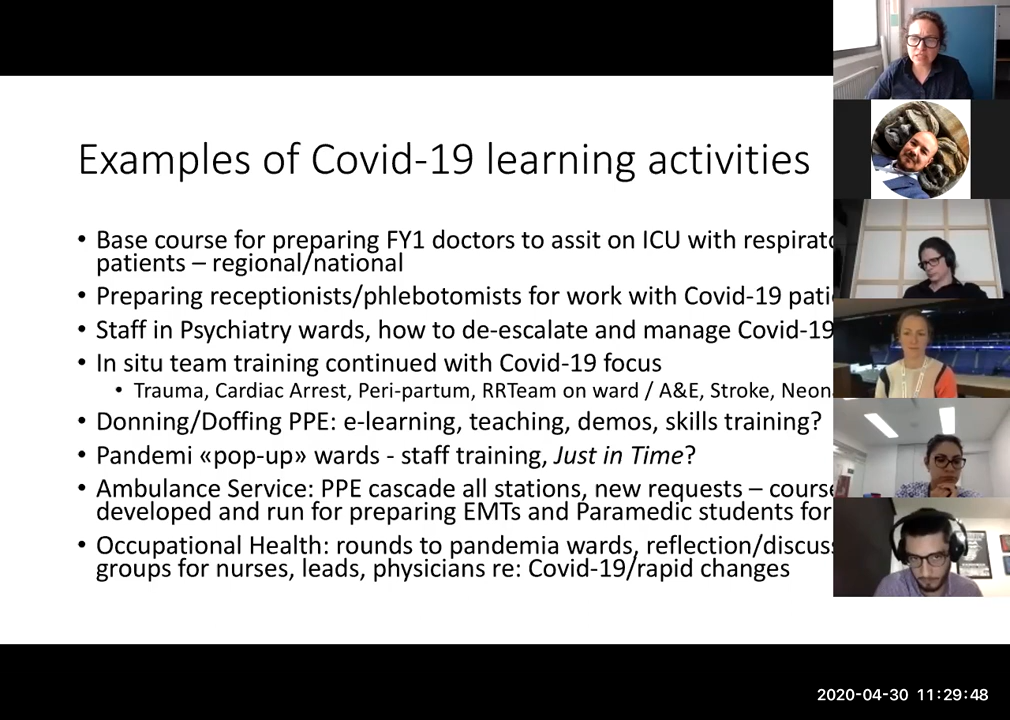 Examples of Covid-19 learning activities
• Base course for preparing FY1 doctors to assit on ICU with
patients – regional/national
• Preparing receptionists/phlebotomists for work with Covid-19
• Staff in Psychiatry wards, how to de-escalate and manage Covid-19
• In situ team training continued with Covid-19 focus
• Trauma, Cardiac Arrest, Peri-partum, RRTeam on ward / A&E, Stroke,
• Donning/Doffing PPE: e-learning, teaching, demos, skills training?
• Pandemi «pop-up» wards - staff training, Just in Time?
• Ambulance Service: PPE cascade all stations, new requests –
developed and run for preparing EMTs and Paramedic students for
• Occupational Health: rounds to pandemia wards,
groups for nurses, leads, physicians re: Covid-19/rapid changes
2020-04-30 11:29:48